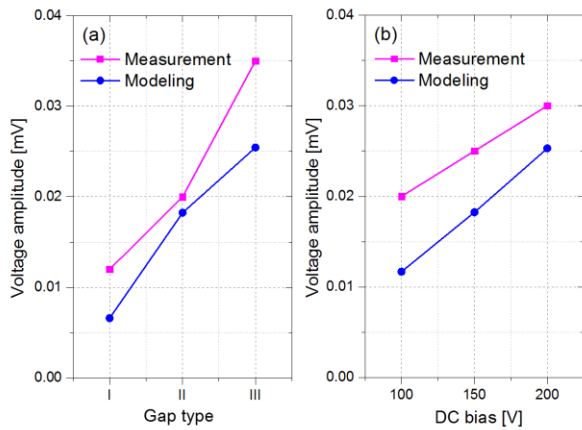 (a)
Measurement
Modeling
Voltage amplitude [mV]
0.04
0.03
0.02
0.01
0.00
I II III
Gap type
(b)
Measurement
Modeling
Voltage amplitude [mV]
0.04
0.03
0.02
0.01
0.00
100 150 200
DC bias [V]